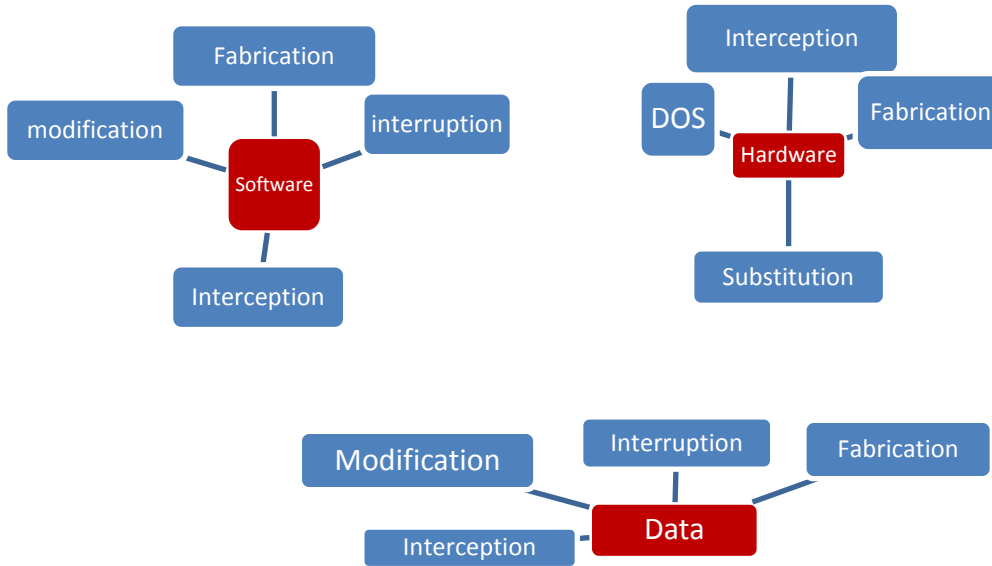 Fabrication
modification
interruption
Software
Interception
Interception
DOS
Fabrication
Hardware
Substitution
Modification
Interruption
Fabrication
Data
Interception